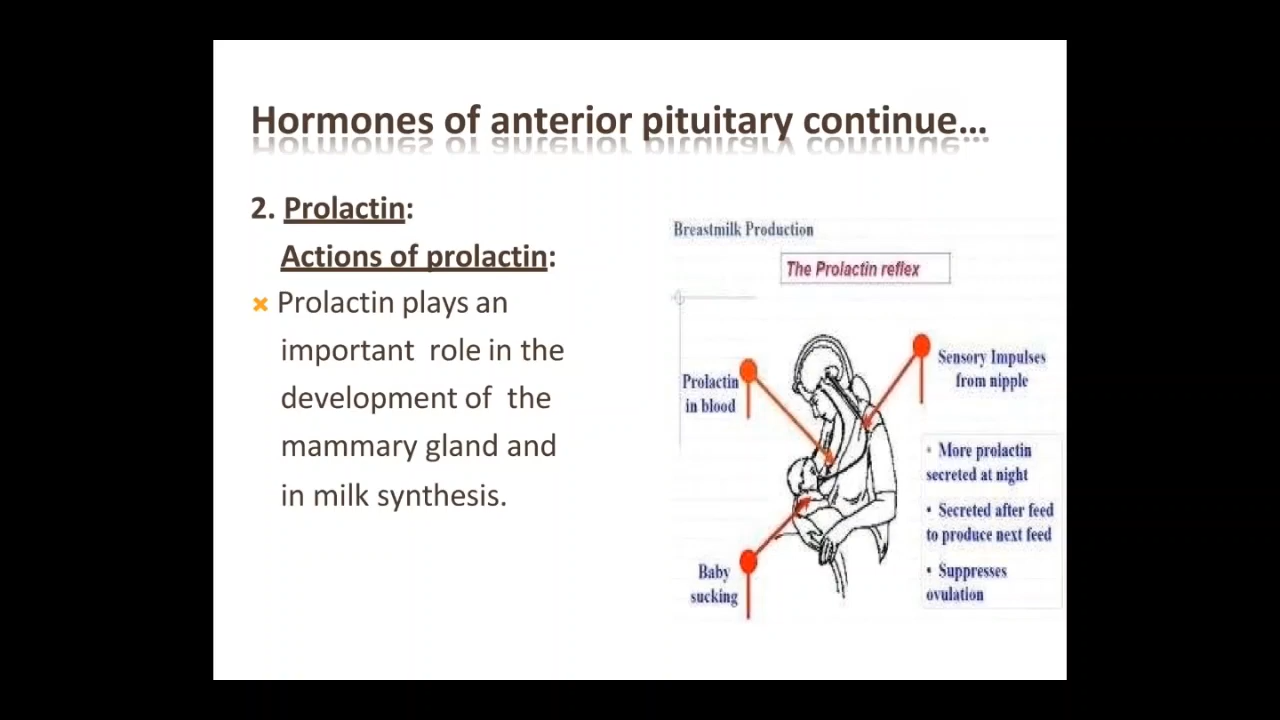 Hormones of anterior pituitary continue...
2. Prolactin:
Actions of prolactin:
Prolactin plays an
important role in the
development of the
mammary gland and
in milk synthesis.
Breastmilk Production
The Prolactin reflex
Prolactin
in blood
Sensory Impulses
from nipple
• More prolactin
secreted at night
• Secreted after feed
to produce next feed
• Suppresses
ovulation
Baby
sucking